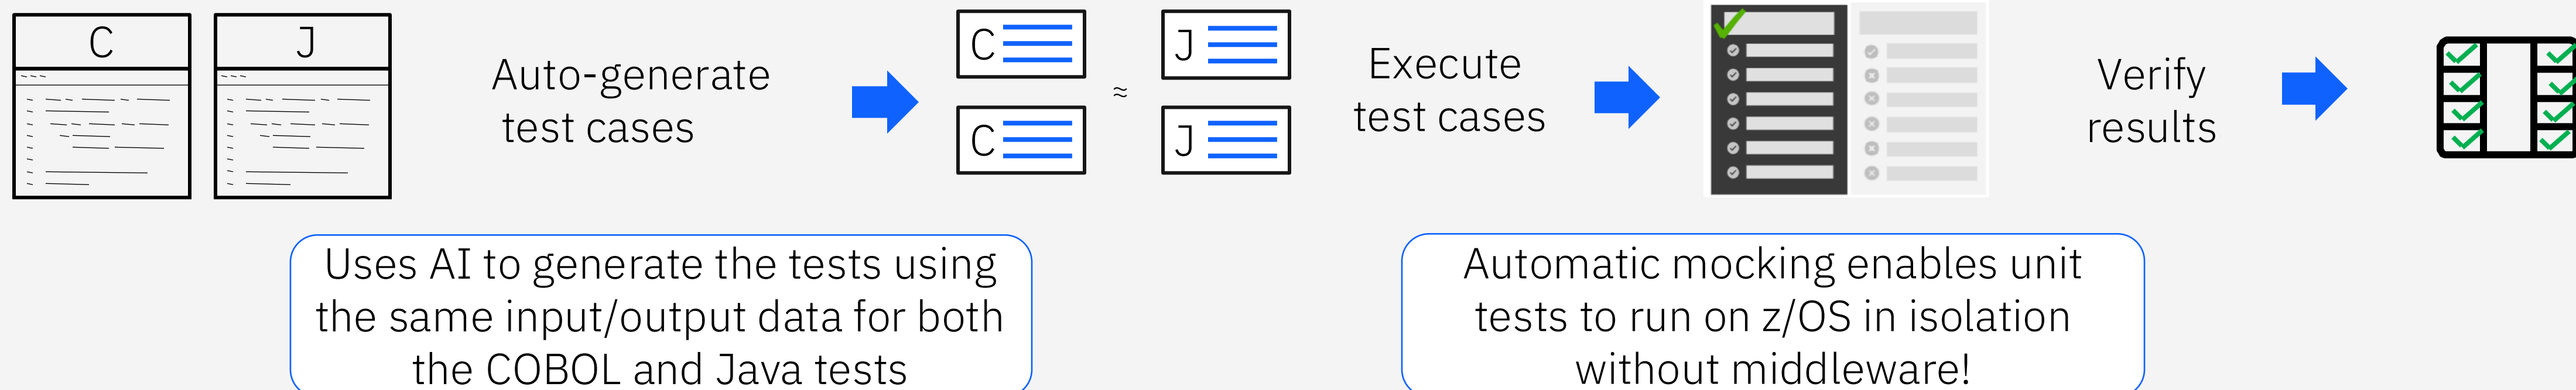 C
J
Auto-generate
test cases
C
J
≈
C
J
Execute
test cases
Verify
results
Uses AI to generate the tests using
the same input/output data for both
the COBOL and Java tests
Automatic mocking enables unit
tests to run on z/OS in isolation
without middleware!